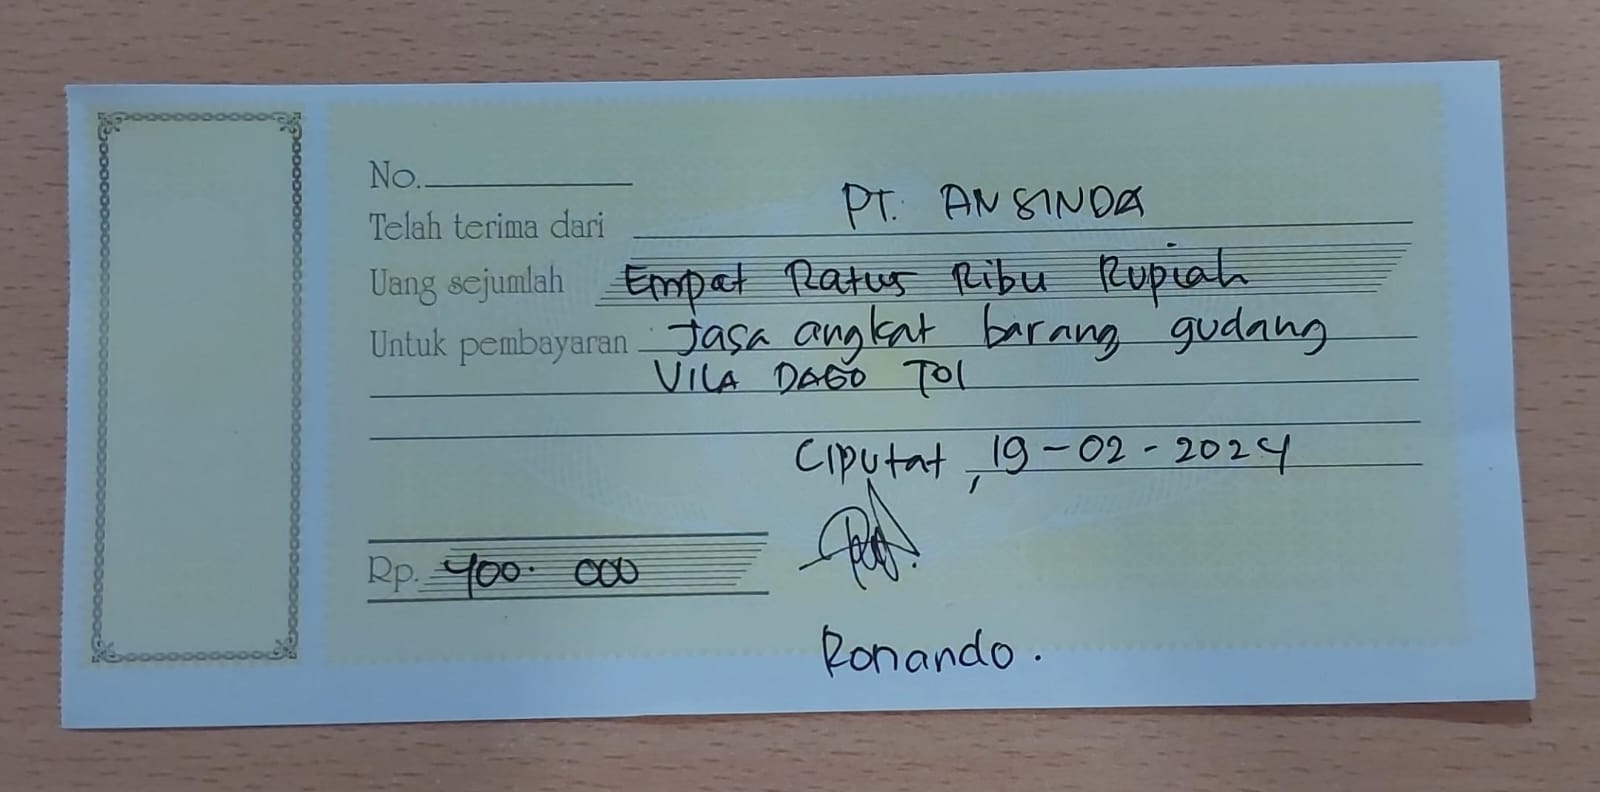 No.
Telah terima dari PT. ANSINDA
Uang sejumlah Empat Ratus Ribu Rupiah
Untuk pembayaran Jasa angkat barang gudang
VILA DAGO TOl
Ciputat, 19-02-2024
Rp. 400.000
Ronando.